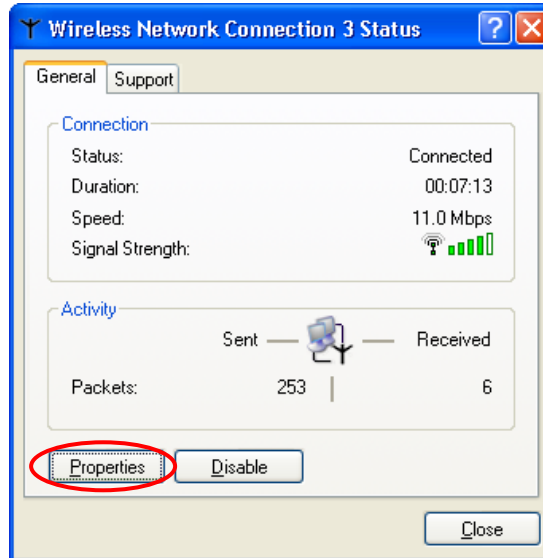 Wireless Network Connection 3 Status
General Support
Connection
Status: Connected
Duration: 00:07:13
Speed: 11.0 Mbps
Signal Strength:
Activity
Sent Received
Packets: 253 6
Properties Disable
Close